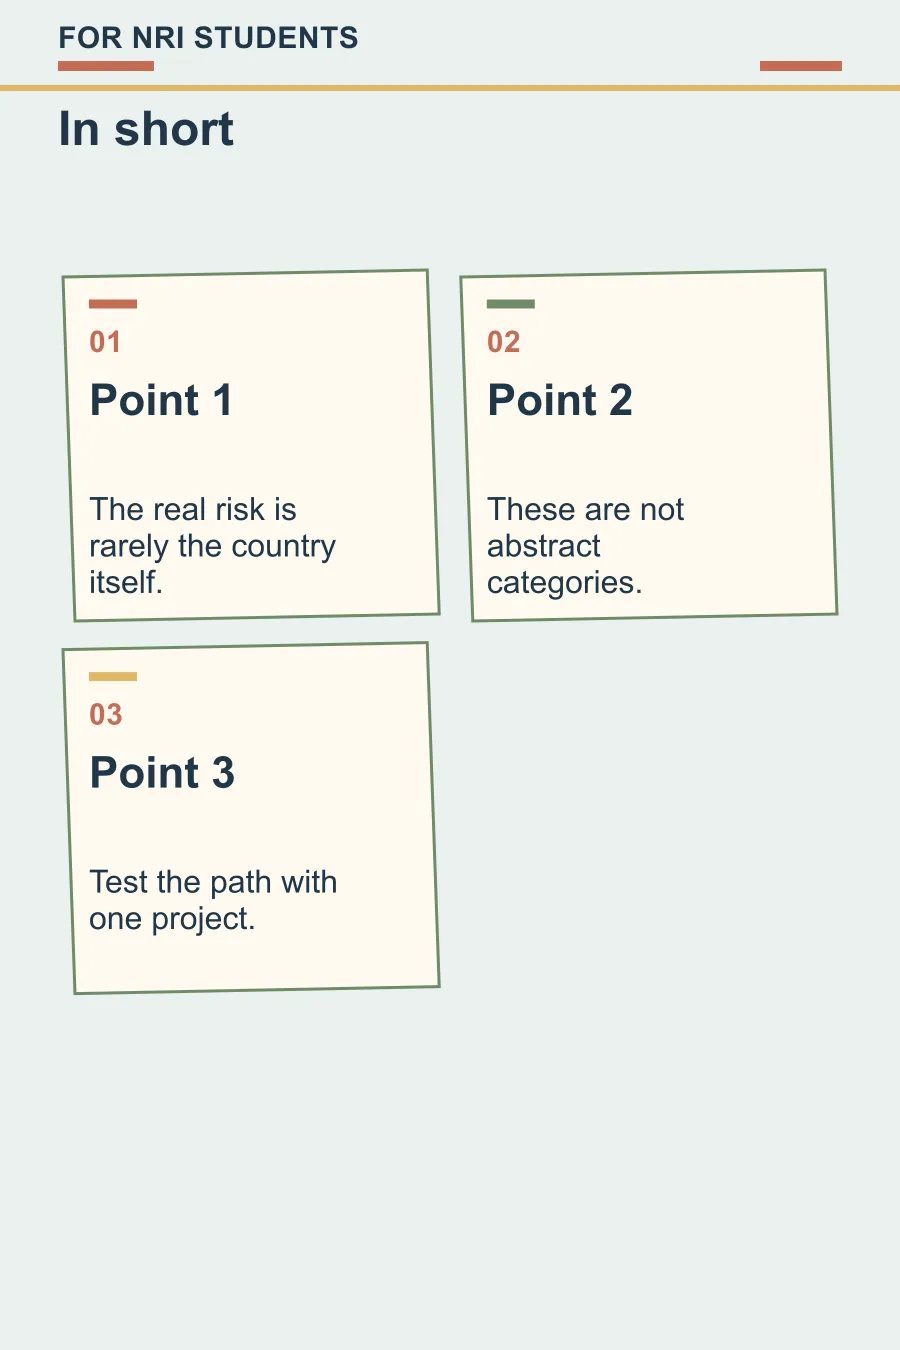 FOR NRI STUDENTS
In short
01
Point 1
The real risk is
rarely the country
itself.
02
Point 2
These are not
abstract
categories.
03
Point 3
Test the path with
one project.